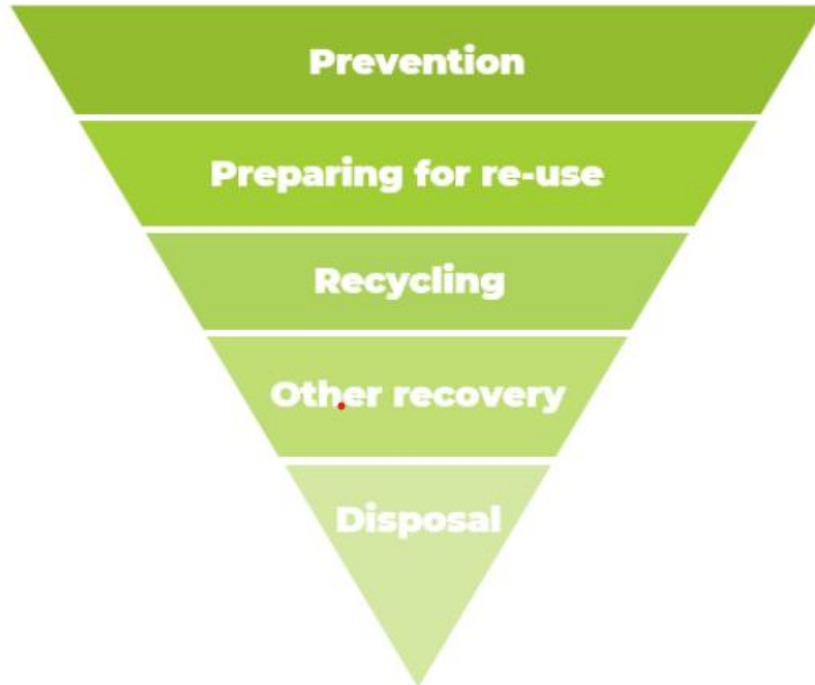 Prevention
Preparing for re-use
Recycling
Other recovery
Disposal